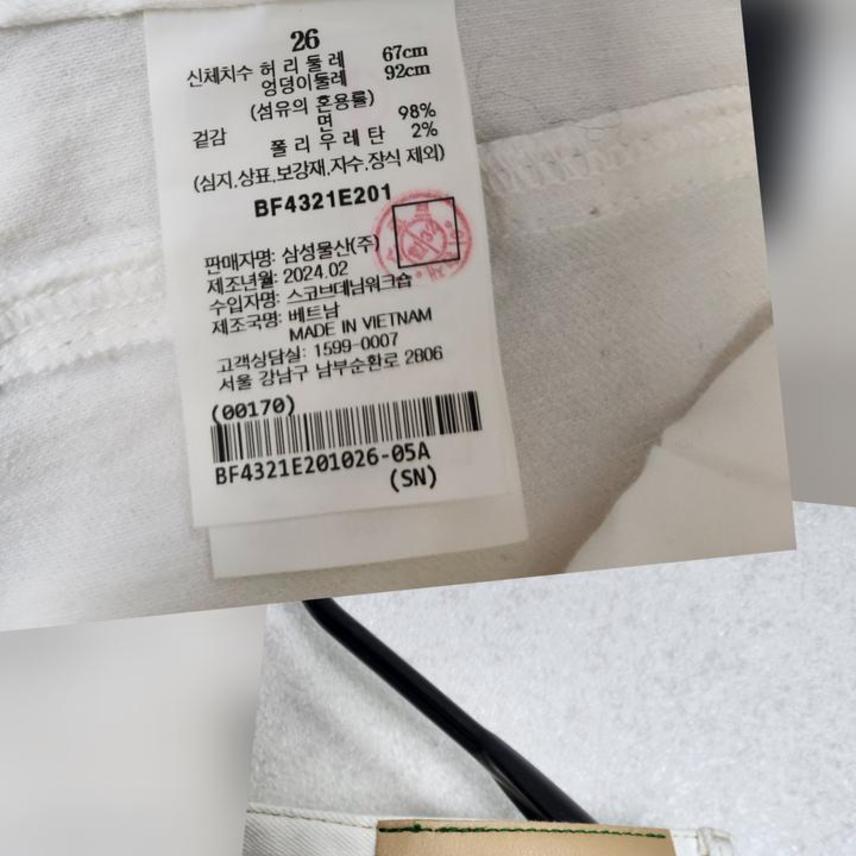 26
신체치수 허리둘레 67cm
엉덩이둘레 92cm
(섬유의 혼용률)
겉감 면 98%
폴리우레탄 2%
(심지,상표,보강재,자수,장식 제외)
BF4321E201
판매자명: 삼성물산(주)
제조년월: 2024.02
수입자명: 스코브데님워크숍
제조국명: 베트남
MADE IN VIETNAM
고객상담실: 1599-0007
서울 강남구 남부순환로 2806
(00170)
BF4321E201026-05A
(SN)